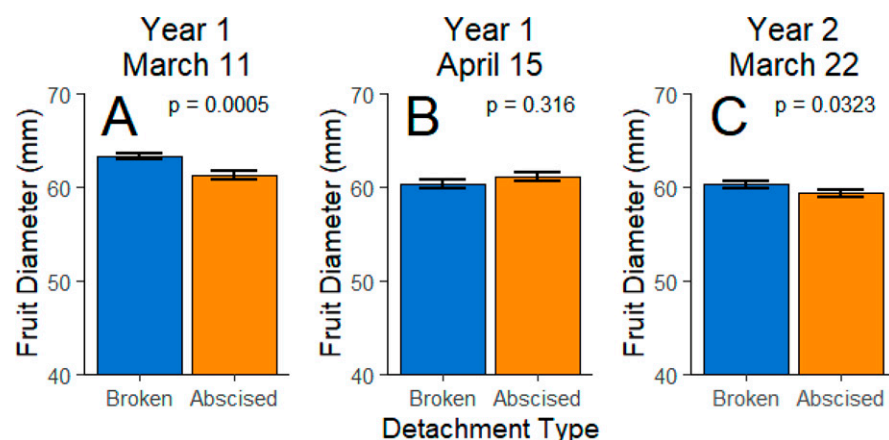 Year 1
March 11
Year 1
April 15
Year 2
March 22
A
p = 0.0005
B
p = 0.316
C
p = 0.0323
Fruit Diameter (mm)
70
60
50
40
Fruit Diameter (mm)
70
60
50
40
Fruit Diameter (mm)
70
60
50
40
Broken Abscised
Broken Abscised
Broken Abscised
Detachment Type